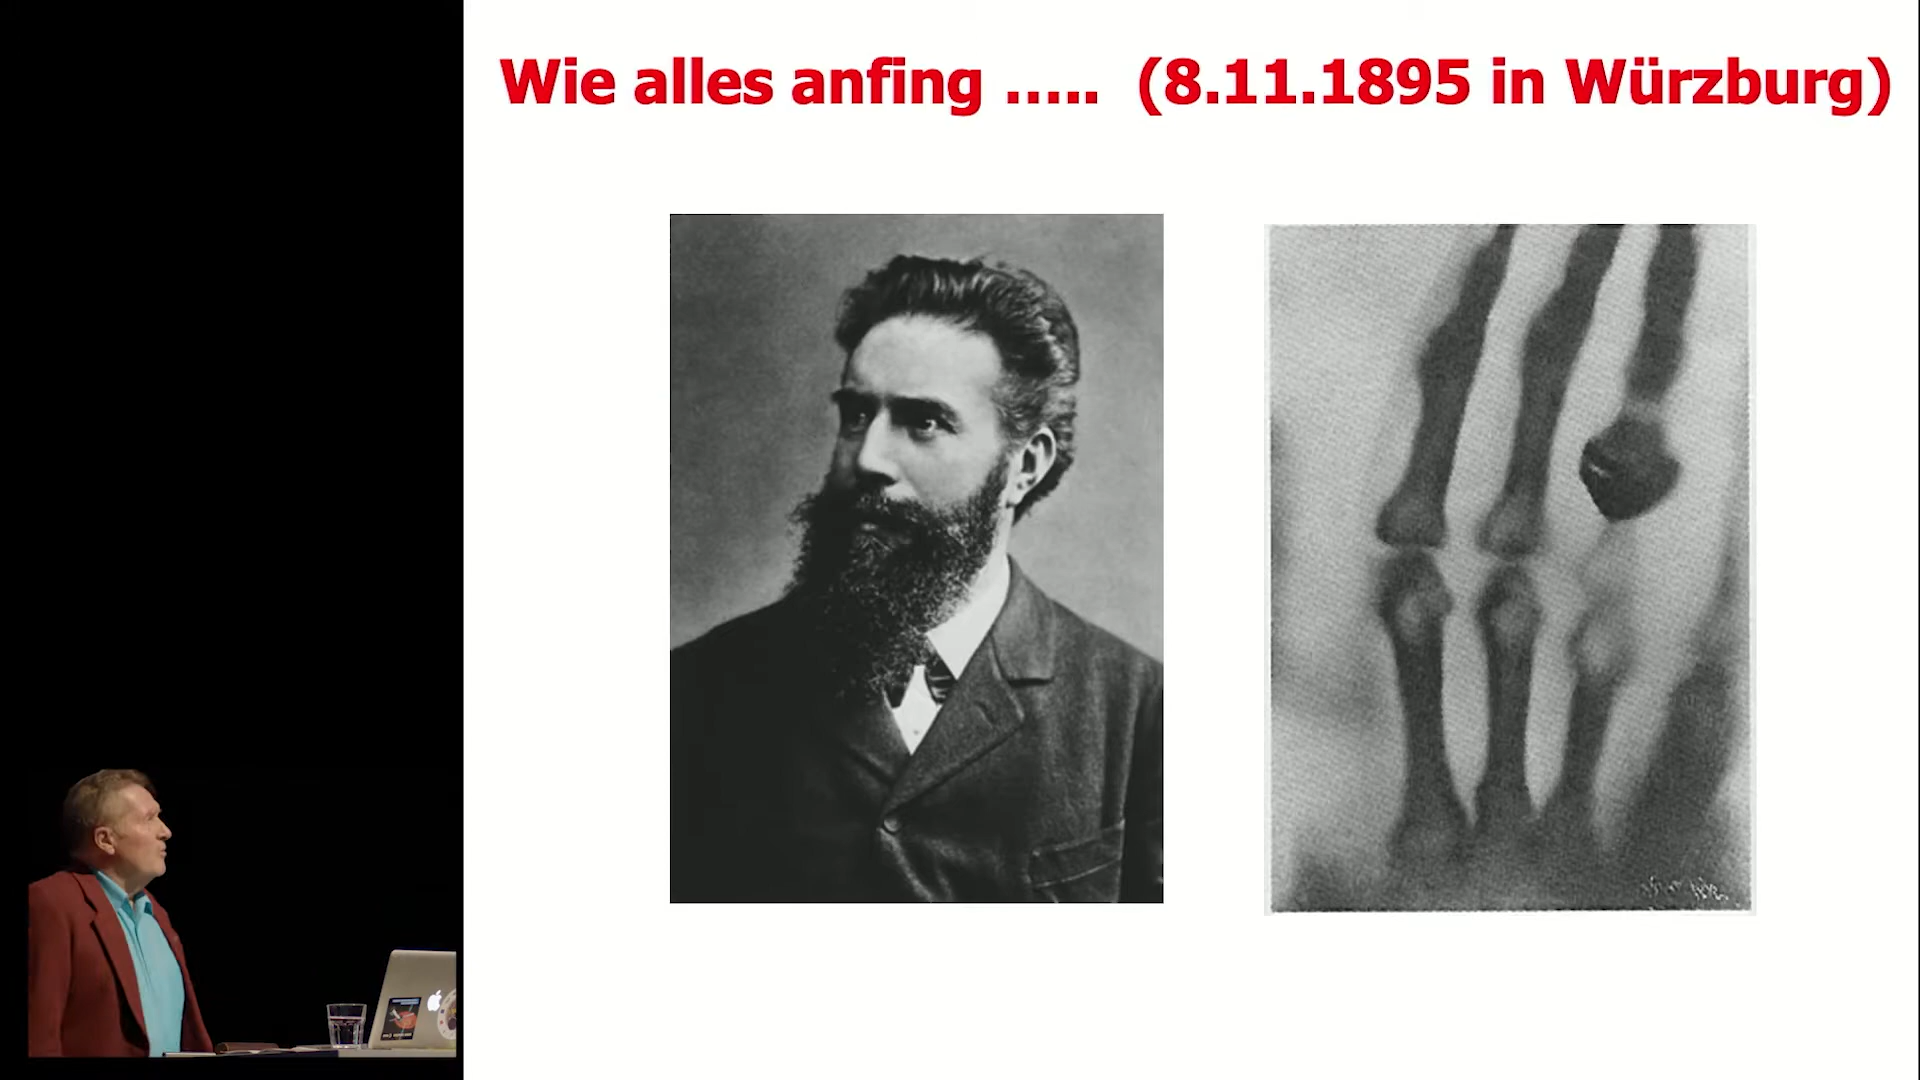 Wie alles anfing ..... (8.11.1895 in Würzburg)